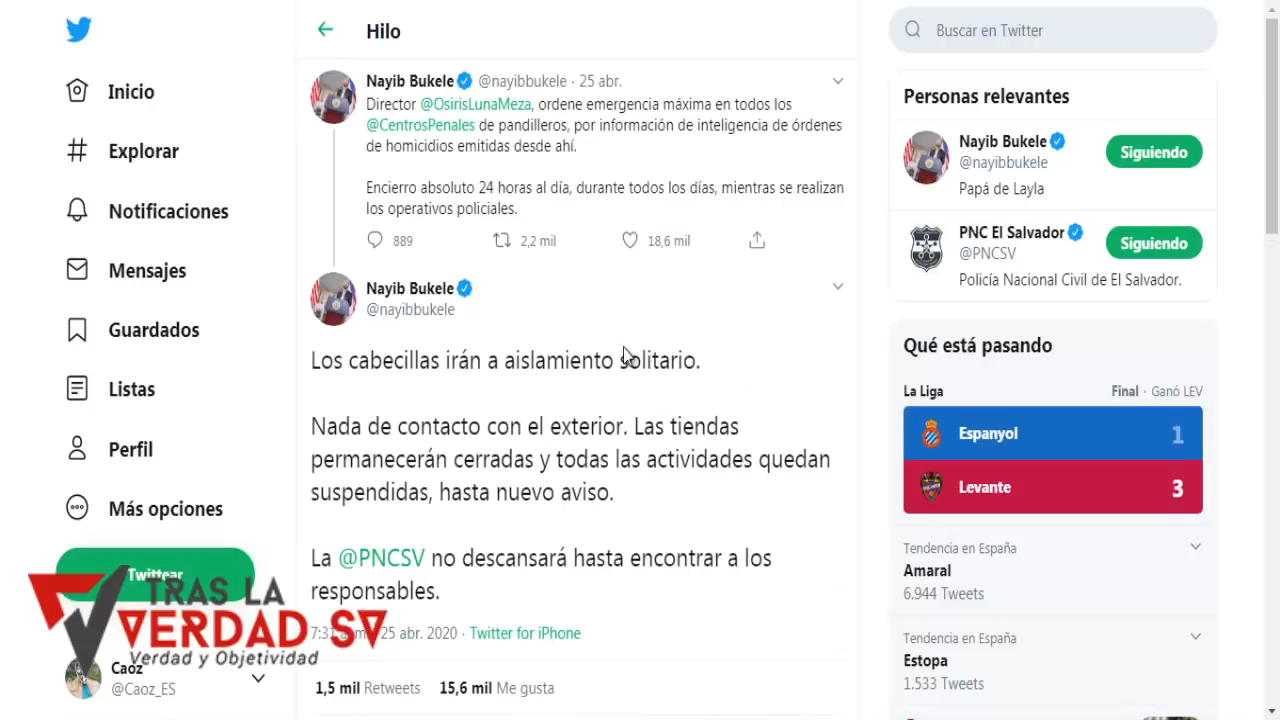 Hilo
Buscar en Twitter
Inicio
Explorar
Notificaciones
Mensajes
Guardados
Listas
Perfil
Más opciones
Twittear
Caoz
@Caoz_ES
Nayib Bukele @nayibbukele · 25 abr.
Director @OsirisLunaMeza, ordene emergencia máxima en todos los
@CentrosPenales de pandilleros, por información de inteligencia de órdenes
de homicidios emitidas desde ahí.
Encierro absoluto 24 horas al día, durante todos los días, mientras se realizan
los operativos policiales.
889 2,2 mil 18,6 mil
Nayib Bukele
@nayibbukele
Los cabecillas irán a aislamiento solitario.
Nada de contacto con el exterior. Las tiendas
permanecerán cerradas y todas las actividades quedan
suspendidas, hasta nuevo aviso.
La @PNCSV no descansará hasta encontrar a los
responsables.
7:31 a. m. · 25 abr. 2020 · Twitter for iPhone
1,5 mil Retweets 15,6 mil Me gusta
TRAS LA
VERDAD SV
Verdad y Objetividad
Personas relevantes
Nayib Bukele
@nayibbukele
Siguiendo
Papá de Layla
PNC El Salvador
@PNCSV
Siguiendo
Policía Nacional Civil de El Salvador.
Qué está pasando
La Liga Final · Ganó LEV
Espanyol 1
Levante 3
Tendencia en España
Amaral
6.944 Tweets
Tendencia en España
Estopa
1.533 Tweets